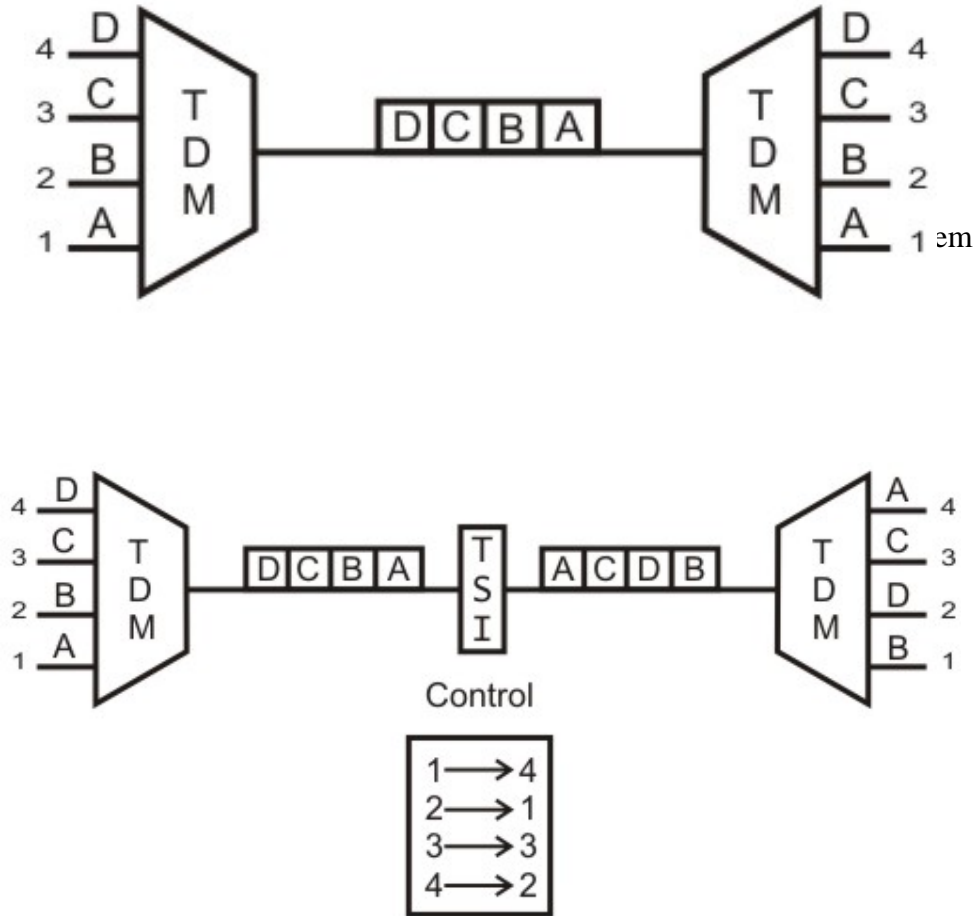 4 D T D M D C B A T D M D 4
3 C C 3
2 B B 2
1 A A 1 em
4 D T D M D C B A T S I A C D B T D M A 4
3 C C 3
2 B D 2
1 A B 1
Control
1→4
2→1
3→3
4→2